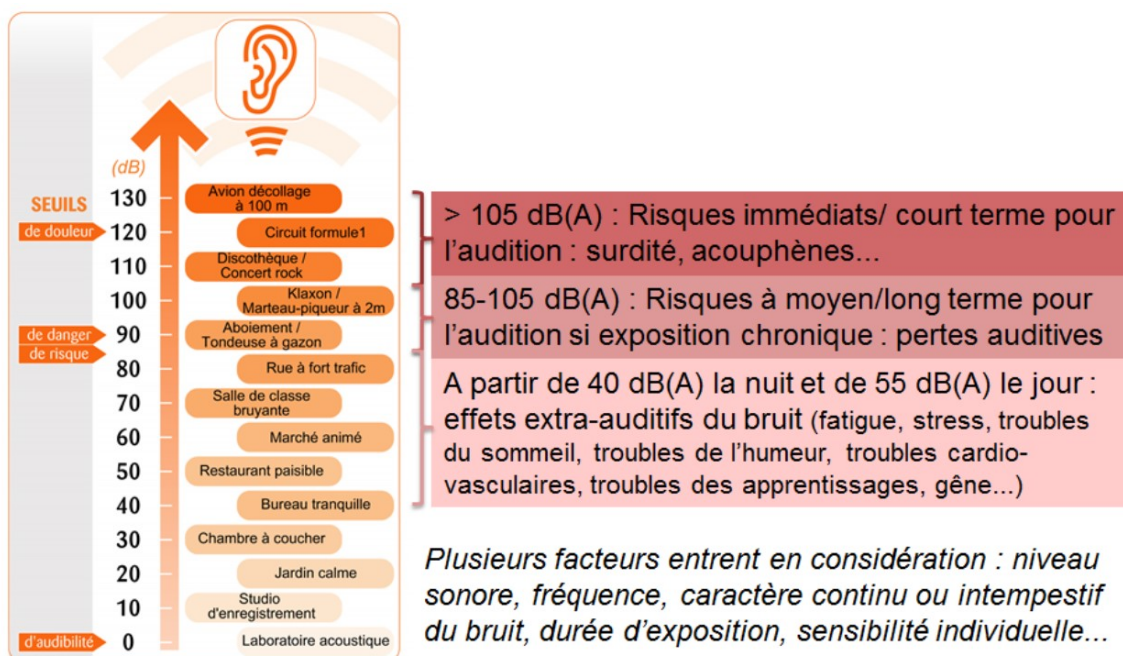 (dB)
SEUILS
130
Avion décollage
à 100 m
de douleur
120
Circuit formule1
110
Discothèque /
Concert rock
100
Klaxon /
Marteau-piqueur à 2m
de danger
90
Aboiement /
Tondeuse à gazon
de risque
80
Rue à fort trafic
70
Salle de classe
bruyante
60
Marché animé
50
Restaurant paisible
40
Bureau tranquille
30
Chambre à coucher
20
Jardin calme
10
Studio
d'enregistrement
d'audibilité
0
Laboratoire acoustique
> 105 dB(A) : Risques immédiats/ court terme pour
l’audition : surdité, acouphènes...
85-105 dB(A) : Risques à moyen/long terme pour
l’audition si exposition chronique : pertes auditives
A partir de 40 dB(A) la nuit et de 55 dB(A) le jour :
effets extra-auditifs du bruit (fatigue, stress, troubles
du sommeil, troubles de l’humeur, troubles cardio-
vasculaires, troubles des apprentissages, gêne...)
Plusieurs facteurs entrent en considération : niveau
sonore, fréquence, caractère continu ou intempestif
du bruit, durée d’exposition, sensibilité individuelle...